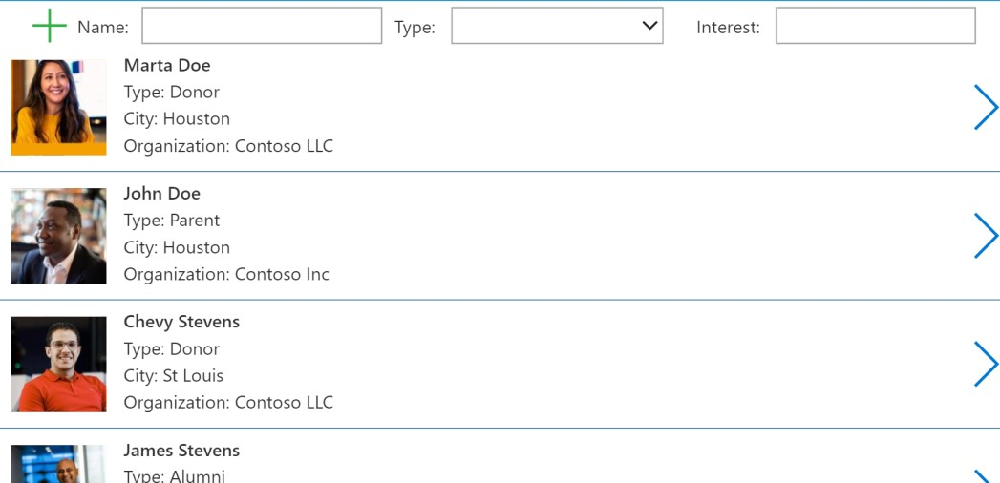 Name: Type: Interest:
Marta Doe
Type: Donor
City: Houston
Organization: Contoso LLC
John Doe
Type: Parent
City: Houston
Organization: Contoso Inc
Chevy Stevens
Type: Donor
City: St Louis
Organization: Contoso LLC
James Stevens
Type: Alumni